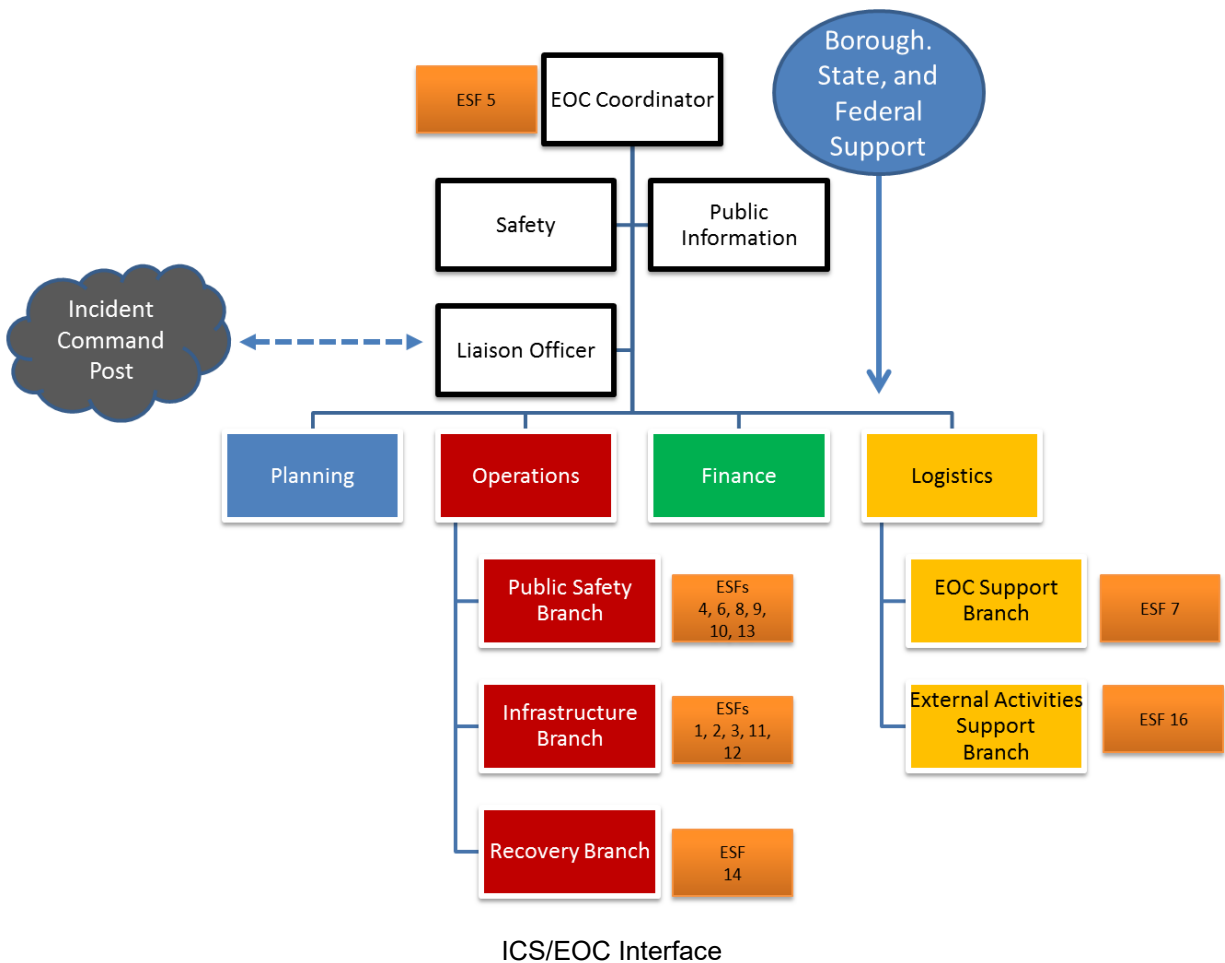 Borough.
State, and
Federal
Support
ESF 5
EOC Coordinator
Safety
Public
Information
Incident
Command
Post
Liaison Officer
Planning
Operations
Finance
Logistics
Public Safety
Branch
ESFs
4, 6, 8, 9,
10, 13
EOC Support
Branch
ESF 7
Infrastructure
Branch
ESFs
1, 2, 3, 11,
12
External Activities
Support
Branch
ESF 16
Recovery Branch
ESF
14
ICS/EOC Interface